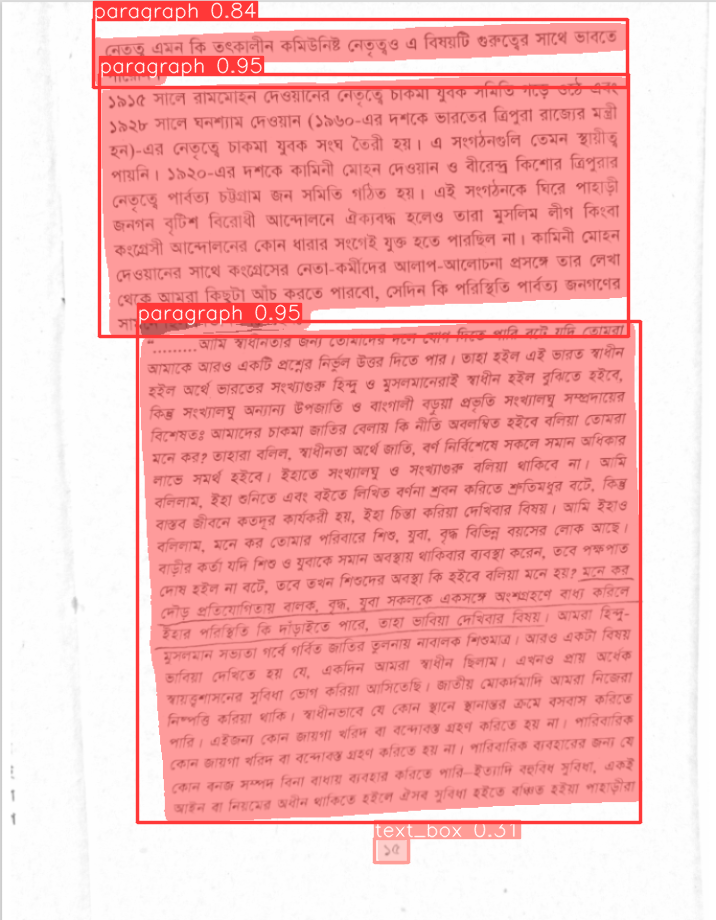 paragraph 0.84
নেতৃত্ব এমন কি তৎকালীন কমিউনিষ্ট নেতৃত্বও এ বিষয়টি গুরুত্বের সাথে ভাবতে
paragraph 0.95
১৯১৫ সালে রামমোহন দেওয়ানের নেতৃত্বে চাকমা যুবক সমিতি গড়ে ওঠে এবং
১৯২৮ সালে ঘনশ্যাম দেওয়ান (১৯৬০-এর দশকে ভারতের ত্রিপুরা রাজ্যের মন্ত্রী
হন)-এর নেতৃত্বে চাকমা যুবক সংঘ তৈরী হয়। এ সংগঠনগুলি তেমন স্থায়ীত্ব
পায়নি। ১৯২০-এর দশকে কামিনী মোহন দেওয়ান ও বীরেন্দ্র কিশোর ত্রিপুরার
নেতৃত্বে পার্বত্য চট্টগ্রাম জন সমিতি গঠিত হয়। এই সংগঠনকে ঘিরে পাহাড়ী
জনগন বৃটিশ বিরোধী আন্দোলনে ঐক্যবদ্ধ হলেও তারা মুসলিম লীগ কিংবা
কংগ্রেসী আন্দোলনের কোন ধারার সংগেই যুক্ত হতে পারছিল না। কামিনী মোহন
দেওয়ানের সাথে কংগ্রেসের নেতা-কর্মীদের আলাপ-আলোচনা প্রসঙ্গে তার লেখা
থেকে আমরা কিছুটা আঁচ করতে পারবো, সেদিন কি পরিস্থিতি পার্বত্য জনগণের
paragraph 0.95
".........আমি স্বাধীনতার জন্য তোমাদের দলে যোগ দিতে পারি বটে যদি তোমরা
আমাকে আরও একটি প্রশ্নের নির্ভুল উত্তর দিতে পার। তাহা হইল এই ভারত স্বাধীন
হইল অর্থে ভারতের সংখ্যাগুরু হিন্দু ও মুসলমানেরাই স্বাধীন হইল বুঝিতে হইবে,
কিন্তু সংখ্যালঘু অন্যান্য উপজাতি ও বাংগালী বড়ুয়া প্রভৃতি সংখ্যালঘু সম্প্রদায়ের
বিশেষতঃ আমাদের চাকমা জাতির বেলায় কি নীতি অবলম্বিত হইবে বলিয়া তোমরা
মনে কর? তাহারা বলিল, স্বাধীনতা অর্থে জাতি, বর্ণ নির্বিশেষে সকলে সমান অধিকার
লাভে সমর্থ হইবে। ইহাতে সংখ্যালঘু ও সংখ্যাগুরু বলিয়া থাকিবে না। আমি
বলিলাম, ইহা শুনিতে এবং বইতে লিখিত বর্ণনা শ্রবন করিতে শ্রুতিমধুর বটে, কিন্তু
বাস্তব জীবনে কতদূর কার্যকরী হয়, ইহা চিন্তা করিয়া দেখিবার বিষয়। আমি ইহাও
বলিলাম, মনে কর তোমার পরিবারে শিশু, যুবা, বৃদ্ধ বিভিন্ন বয়সের লোক আছে।
বাড়ীর কর্তা যদি শিশু ও যুবাকে সমান অবস্থায় থাকিবার ব্যবস্থা করেন, তবে পক্ষপাত
দোষ হইল না বটে, তবে তখন শিশুদের অবস্থা কি হইবে বলিয়া মনে হয়? মনে কর
দৌড় প্রতিযোগিতায় বালক, বৃদ্ধ, যুবা সকলকে একসঙ্গে অংশগ্রহণে বাধ্য করিলে
ইহার পরিস্থিতি কি দাঁড়াইতে পারে, তাহা ভাবিয়া দেখিবার বিষয়। আমরা হিন্দু-
মুসলমান সভ্যতা গর্বে গর্বিত জাতির তুলনায় নাবালক শিশুমাত্র। আরও একটা বিষয়
ভাবিয়া দেখিতে হয় যে, একদিন আমরা স্বাধীন ছিলাম। এখনও প্রায় অর্ধেক
স্বায়ত্তশাসনের সুবিধা ভোগ করিয়া আসিতেছি। জাতীয় মোকর্দমাদি আমরা নিজেরা
নিষ্পত্তি করিয়া থাকি। স্বাধীনভাবে যে কোন স্থানে স্থানান্তর ক্রমে বসবাস করিতে
পারি। এইজন্য কোন জায়গা খরিদ বা বন্দোবস্ত গ্রহণ করিতে হয় না। পারিবারিক
কোন জায়গা খরিদ বা বন্দোবস্ত গ্রহণ করিতে হয় না। পারিবারিক ব্যবহারের জন্য যে
কোন বনজ সম্পদ বিনা বাধায় ব্যবহার করিতে পারি–ইত্যাদি বহুবিধ সুবিধা, একই
আইন বা নিয়মের অধীন থাকিতে হইলে ঐসব সুবিধা হইতে বঞ্চিত হইয়া পাহাড়ীরা
text_box 0.31
১৫